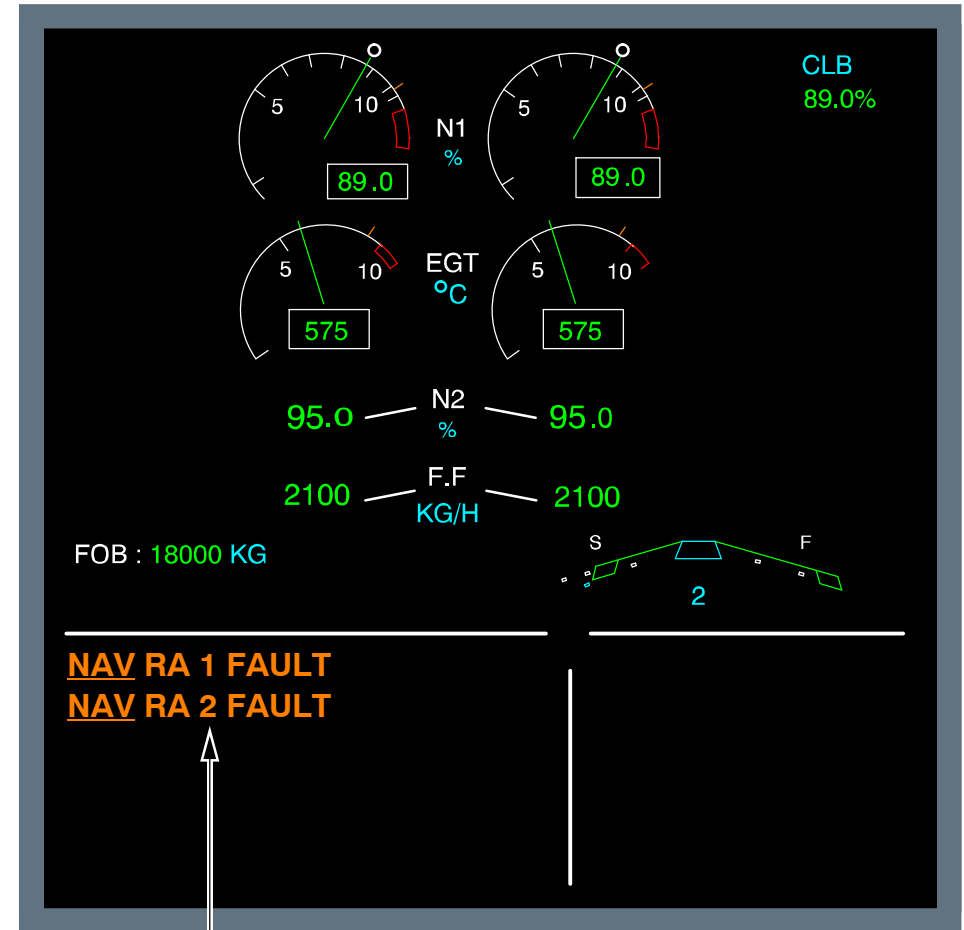 CLB
89.0%
5 10 5 10
N1
%
89.0 89.0
5 10 EGT 5 10
°C
575 575
95.0 N2 95.0
%
2100 F.F 2100
KG/H
FOB : 18000 KG
S F
2
NAV RA 1 FAULT
NAV RA 2 FAULT